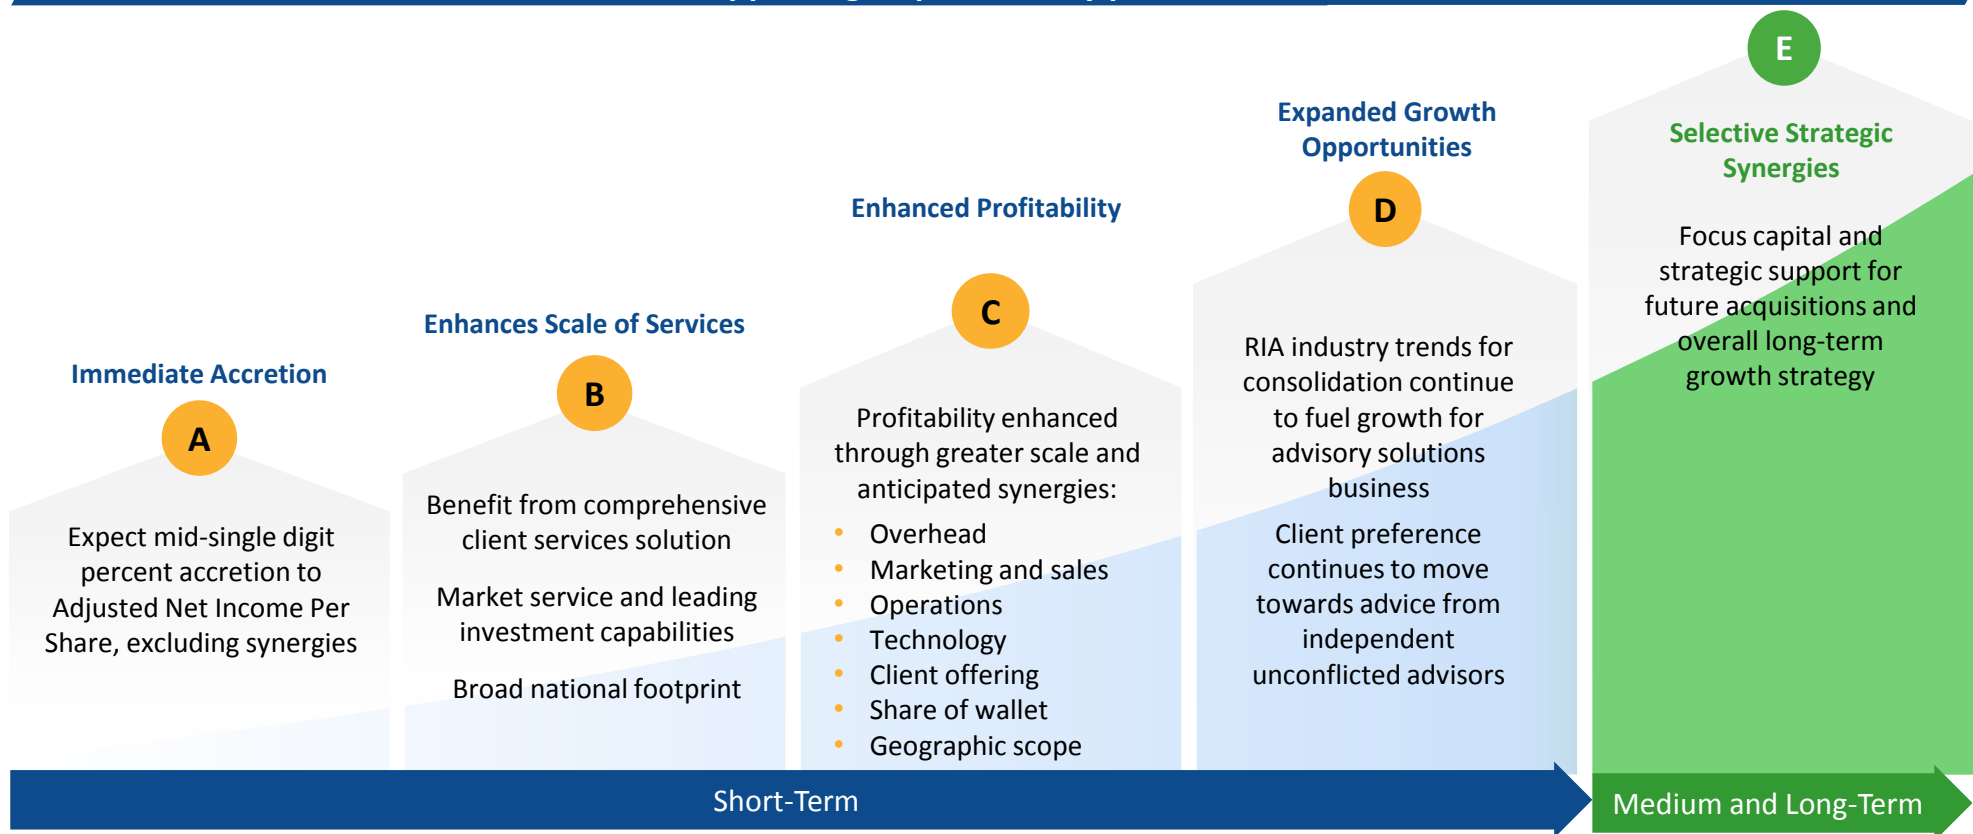 A
Immediate Accretion
Expect mid-single digit
percent accretion to
Adjusted Net Income Per
Share, excluding synergies
B
Enhances Scale of Services
Benefit from comprehensive
client services solution
Market service and leading
investment capabilities
Broad national footprint
C
Enhanced Profitability
Profitability enhanced
through greater scale and
anticipated synergies:
• Overhead
• Marketing and sales
• Operations
• Technology
• Client offering
• Share of wallet
• Geographic scope
D
Expanded Growth
Opportunities
RIA industry trends for
consolidation continue
to fuel growth for
advisory solutions
business
Client preference
continues to move
towards advice from
independent
unconflicted advisors
E
Selective Strategic
Synergies
Focus capital and
strategic support for
future acquisitions and
overall long-term
growth strategy
Short-Term
Medium and Long-Term